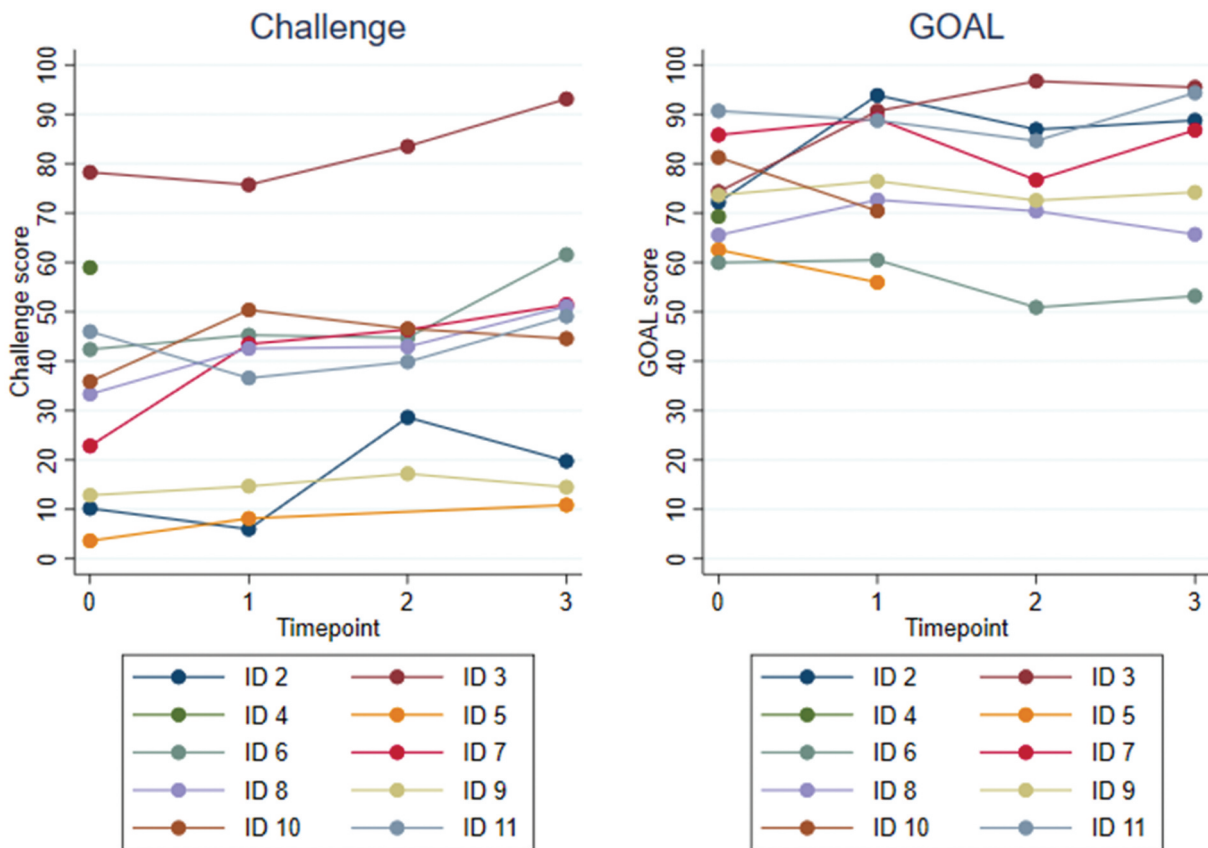 Challenge
GOAL
Challenge score
100
90
80
70
60
50
40
30
20
10
0
0 1 2 3
Timepoint
GOAL score
100
90
80
70
60
50
40
30
20
10
0
0 1 2 3
Timepoint
ID 2 ID 3
ID 4 ID 5
ID 6 ID 7
ID 8 ID 9
ID 10 ID 11
ID 2 ID 3
ID 4 ID 5
ID 6 ID 7
ID 8 ID 9
ID 10 ID 11